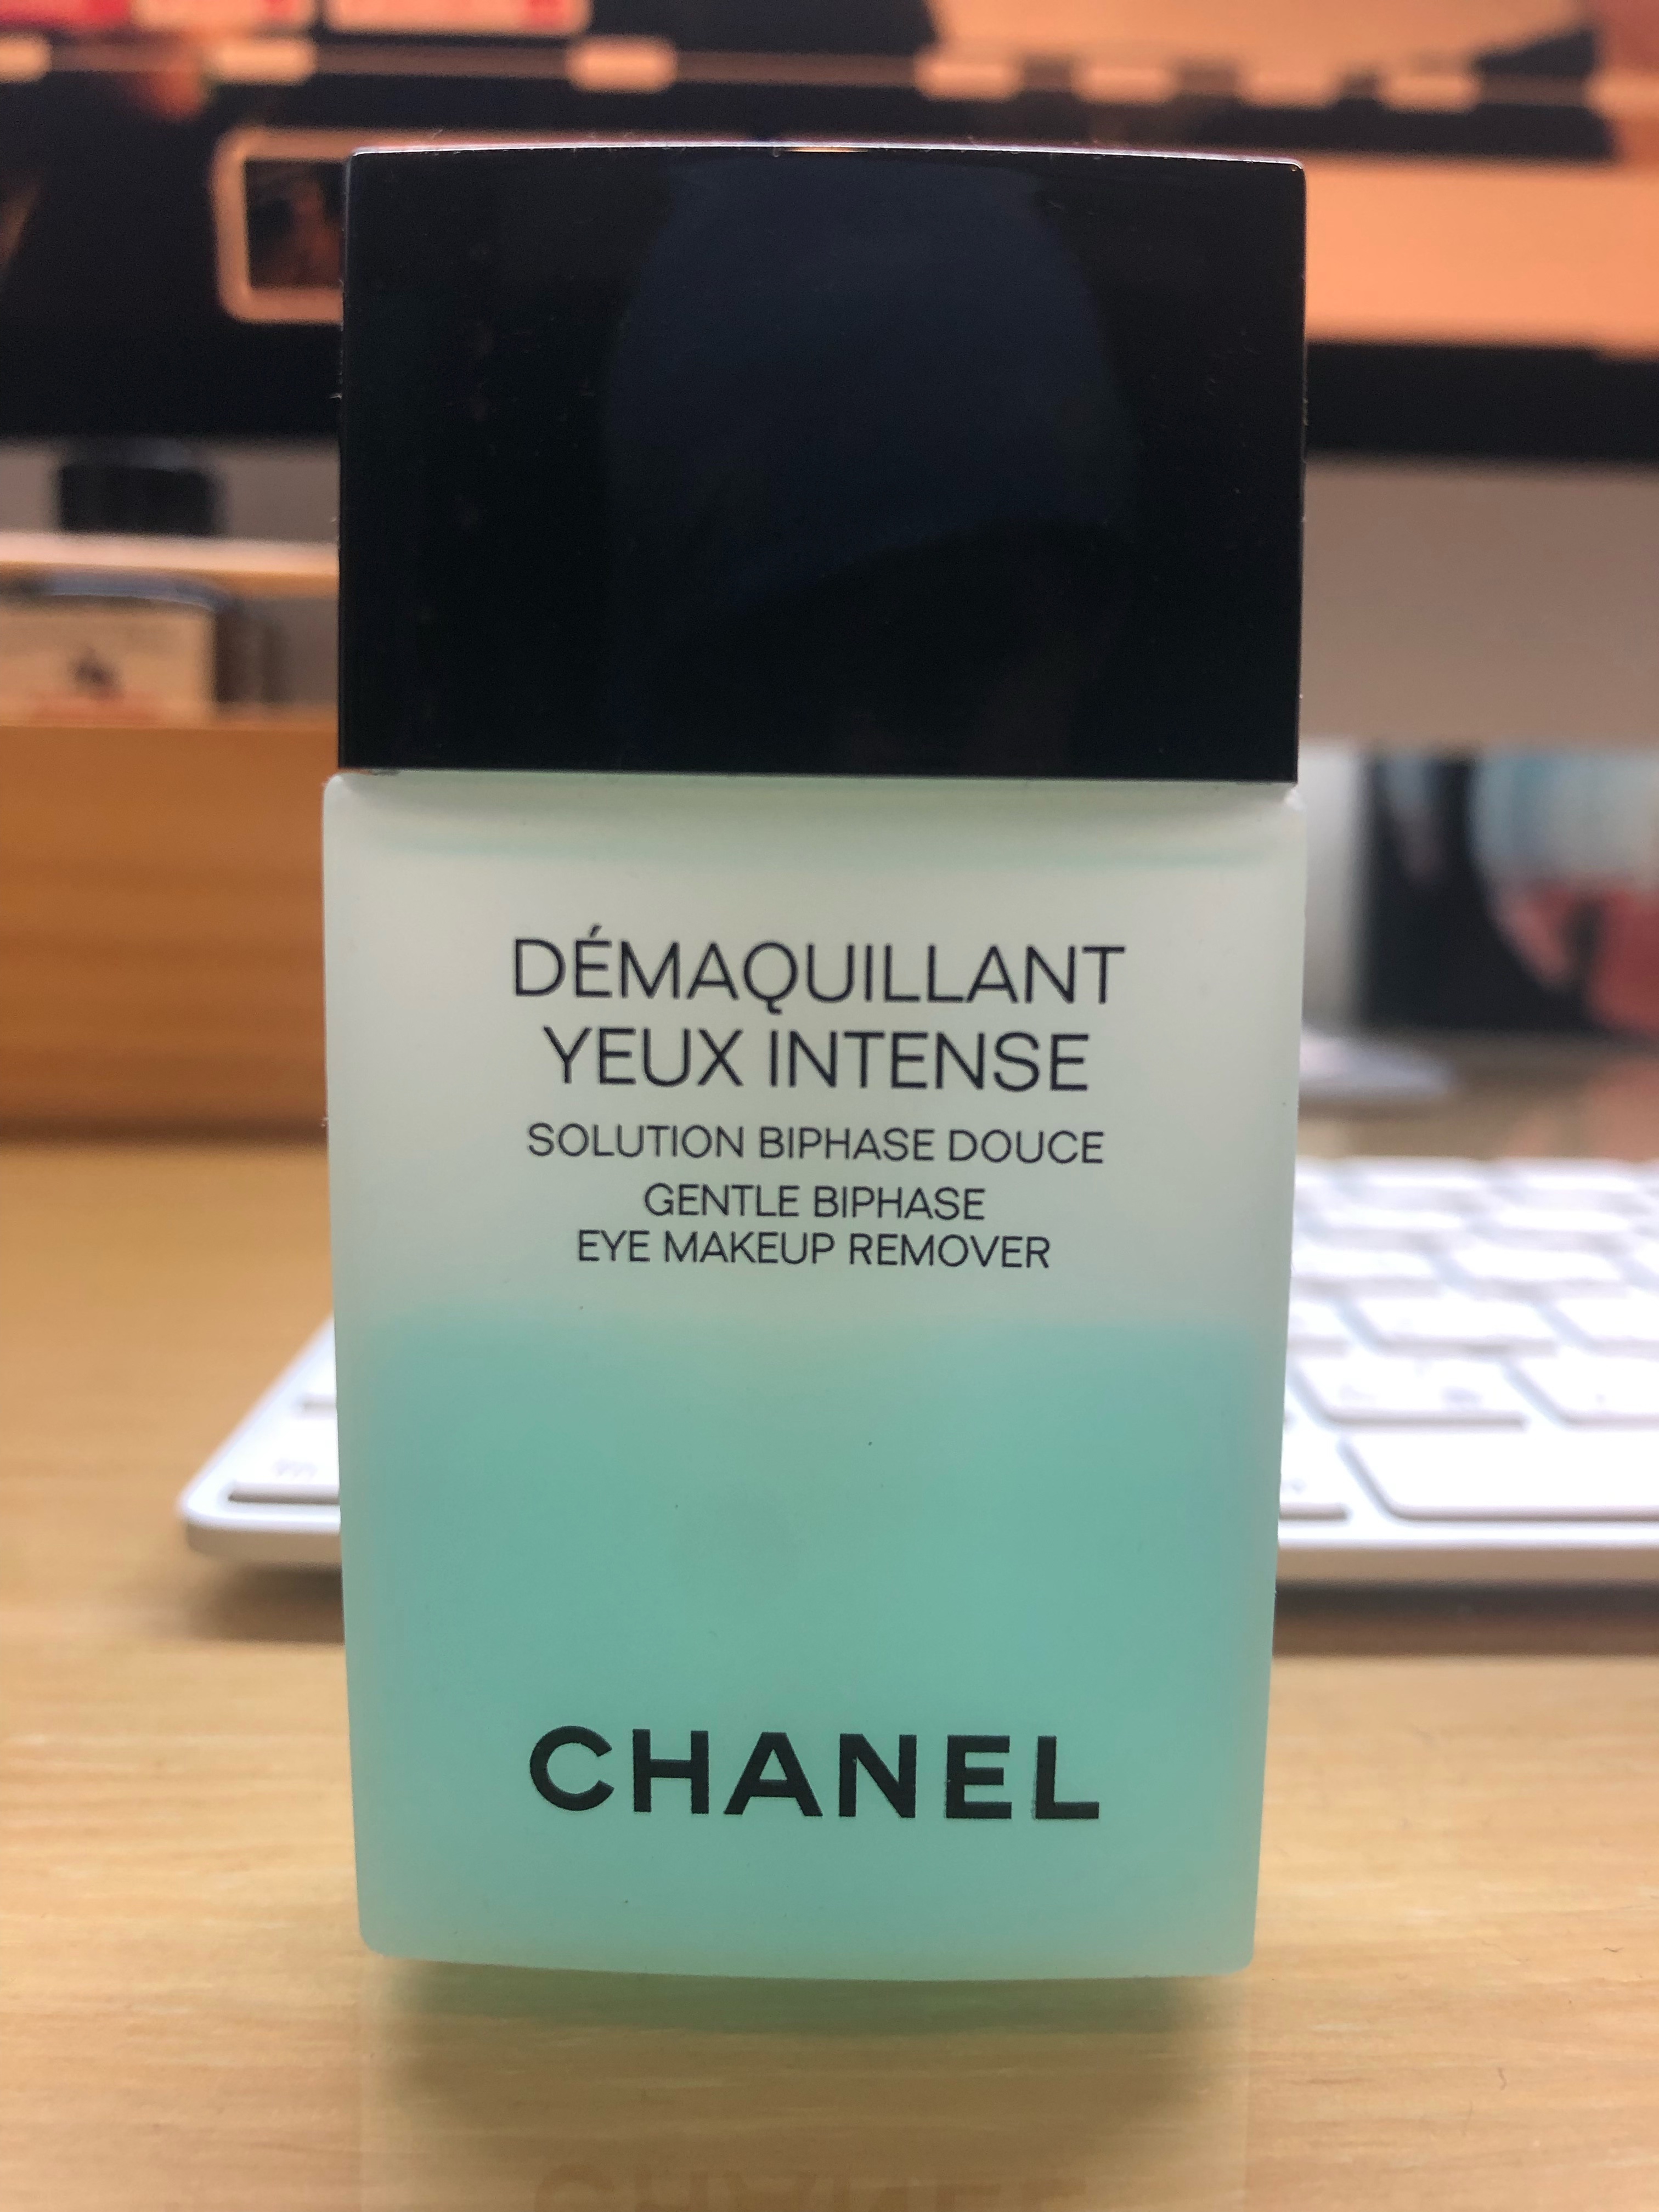 DÉMAQUILLANT
YEUX INTENSE
SOLUTION BIPHASE DOUCE
GENTLE BIPHASE
EYE MAKEUP REMOVER
CHANEL